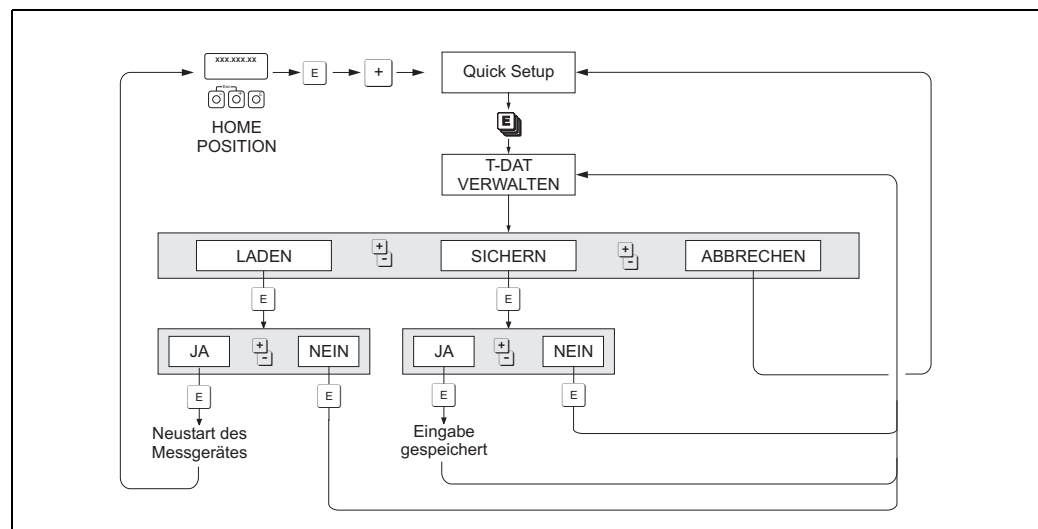 xxx.xxx.xx
Esc
E
+
Quick Setup
HOME
POSITION
E
T-DAT
VERWALTEN
LADEN
+
-
SICHERN
+
-
ABBRECHEN
E
E
JA
+
-
NEIN
JA
+
-
NEIN
E
E
E
E
Neustart des
Messgerätes
Eingabe
gespeichert